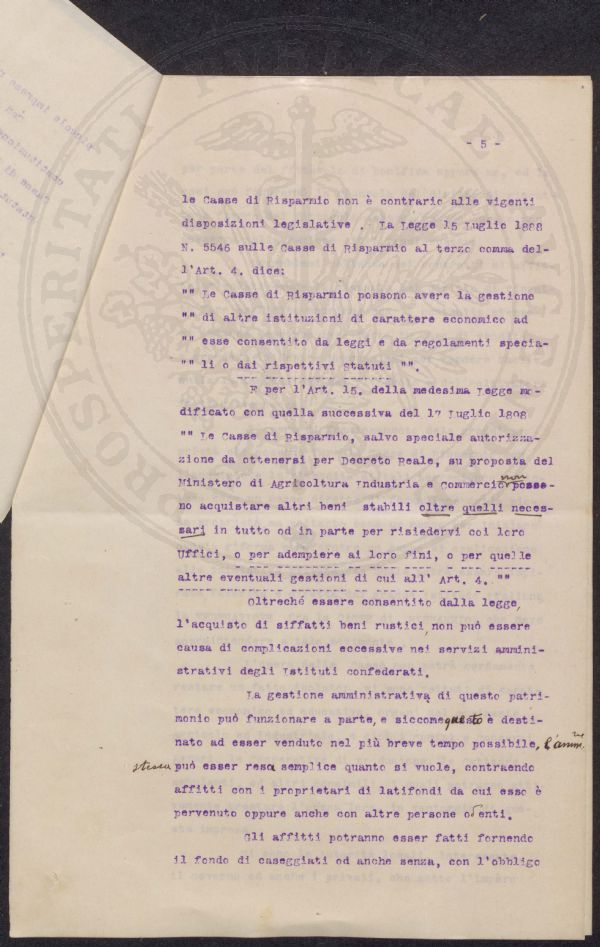 - 5 -
le Casse di Risparmio non è contrario alle vigenti
disposizioni legislative . La Legge 15 Luglio 1888
N. 5546 sulle Casse di Risparmio al terzo comma del-
l'Art. 4. dice:
"" Le Casse di Risparmio possono avere la gestione
"" di altre istituzioni di carattere economico ad
"" esse consentito da leggi e da regolamenti specia-
"" li o dai rispettivi Statuti "".
E per l'Art. 15. della medesima Legge mo-
dificato con quella successiva del 17 Luglio 1898
"" Le Casse di Risparmio, salvo speciale autorizza-
zione da ottenersi per Decreto Reale, su proposta del
Ministero di Agricoltura Industria e Commercio non posso-
no acquistare altri beni stabili oltre quelli neces-
sari in tutto od in parte per risiedervi coi loro
Uffici, o per adempiere ai loro fini, o per quelle
altre eventuali gestioni di cui all' Art. 4. ""
Oltreché essere consentito dalla legge,
l'acquisto di siffatti beni rustici, non può essere
causa di complicazioni eccessive nei servizi ammini-
strativi degli Istituti confederati.
La gestione amministrativa di questo patri-
monio può funzionare a parte, e siccome questo è desti-
nato ad esser venduto nel più breve tempo possibile, l'amm.ne
stessa può esser resa semplice quanto si vuole, contraendo
affitti con i proprietari di latifondi da cui esso è
pervenuto oppure anche con altre persone
Gli affitti potranno esser fatti fornendo
il fondo di caseggiati od anche senza, con l'obbligo
PROSPERITATI PVBLICAE